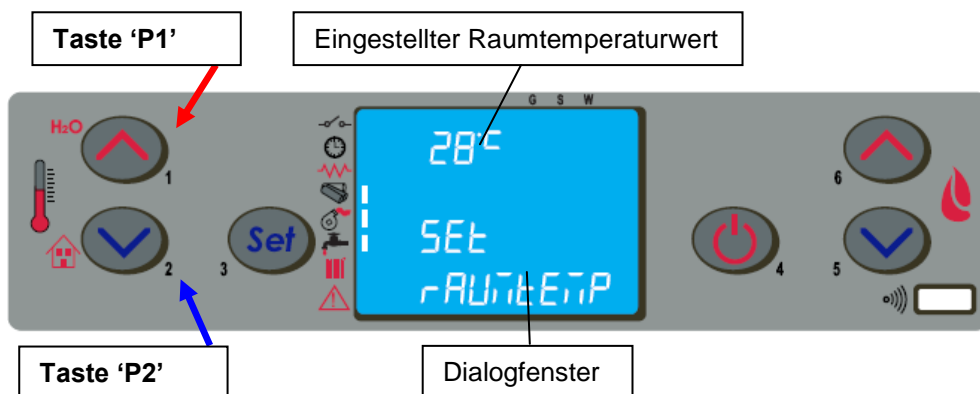 Taste ‘P1’
Eingestellter Raumtemperaturwert
G S W
H₂O
28°C
1
6
Set
2
3
SEt
4
5
rAUmtEmP
Taste ‘P2’
Dialogfenster